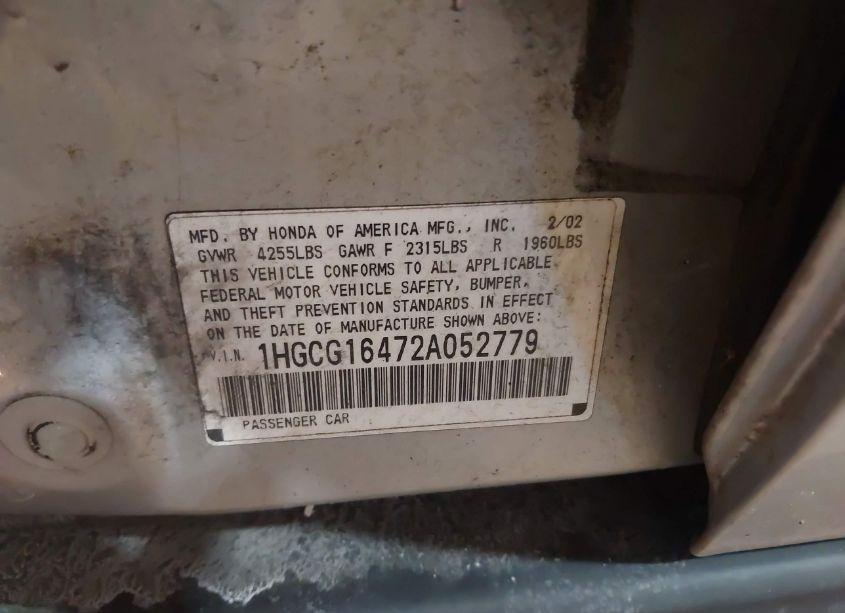 MFD. BY HONDA OF AMERICA MFG., INC. 2/02
GVWR 4255LBS GAWR F 2315LBS R 1960LBS
THIS VEHICLE CONFORMS TO ALL APPLICABLE
FEDERAL MOTOR VEHICLE SAFETY, BUMPER,
AND THEFT PREVENTION STANDARDS IN EFFECT
ON THE DATE OF MANUFACTURE SHOWN ABOVE:
V.I.N. 1HGCG16472A052779
PASSENGER CAR